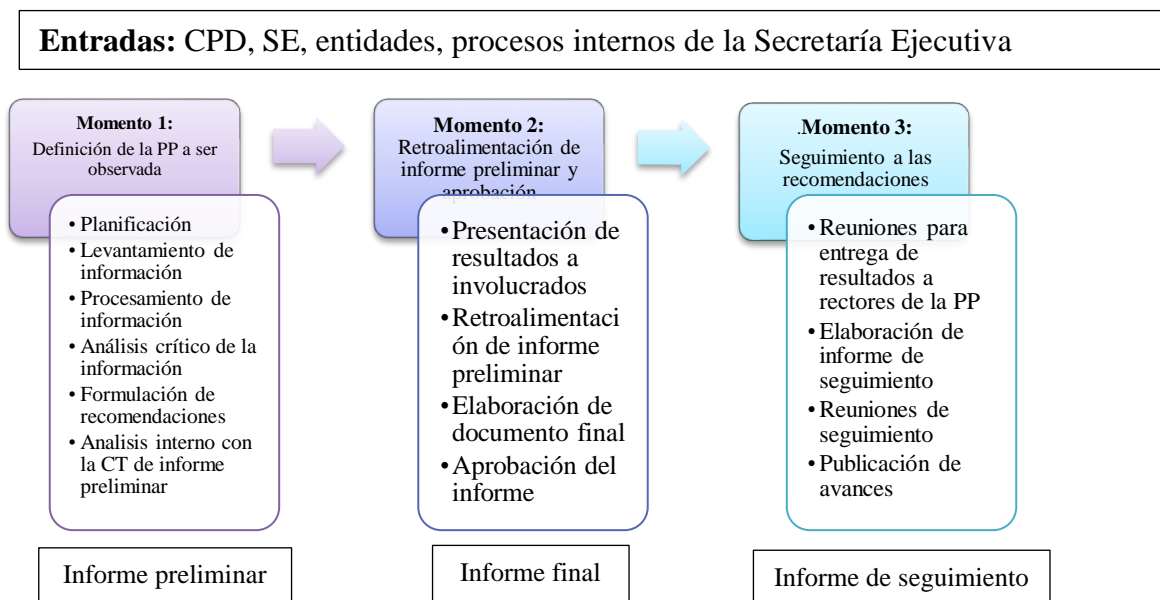 Entradas: CPD, SE, entidades, procesos internos de la Secretaría Ejecutiva
Momento 1:
Definición de la PP a ser
observada
• Planificación
• Levantamiento de
información
• Procesamiento de
información
• Análisis crítico de la
información
• Formulación de
recomendaciones
• Analisis interno con
la CT de informe
preliminar
Informe preliminar
Momento 2:
Retroalimentación de
informe preliminar y
aprobación
• Presentación de
resultados a
involucrados
• Retroalimentaci
ón de informe
preliminar
• Elaboración de
documento final
• Aprobación del
informe
Informe final
.Momento 3:
Seguimiento a las
recomendaciones
• Reuniones para
entrega de
resultados a
rectores de la PP
• Elaboración de
informe de
seguimiento
• Reuniones de
seguimiento
• Publicación de
avances
Informe de seguimiento